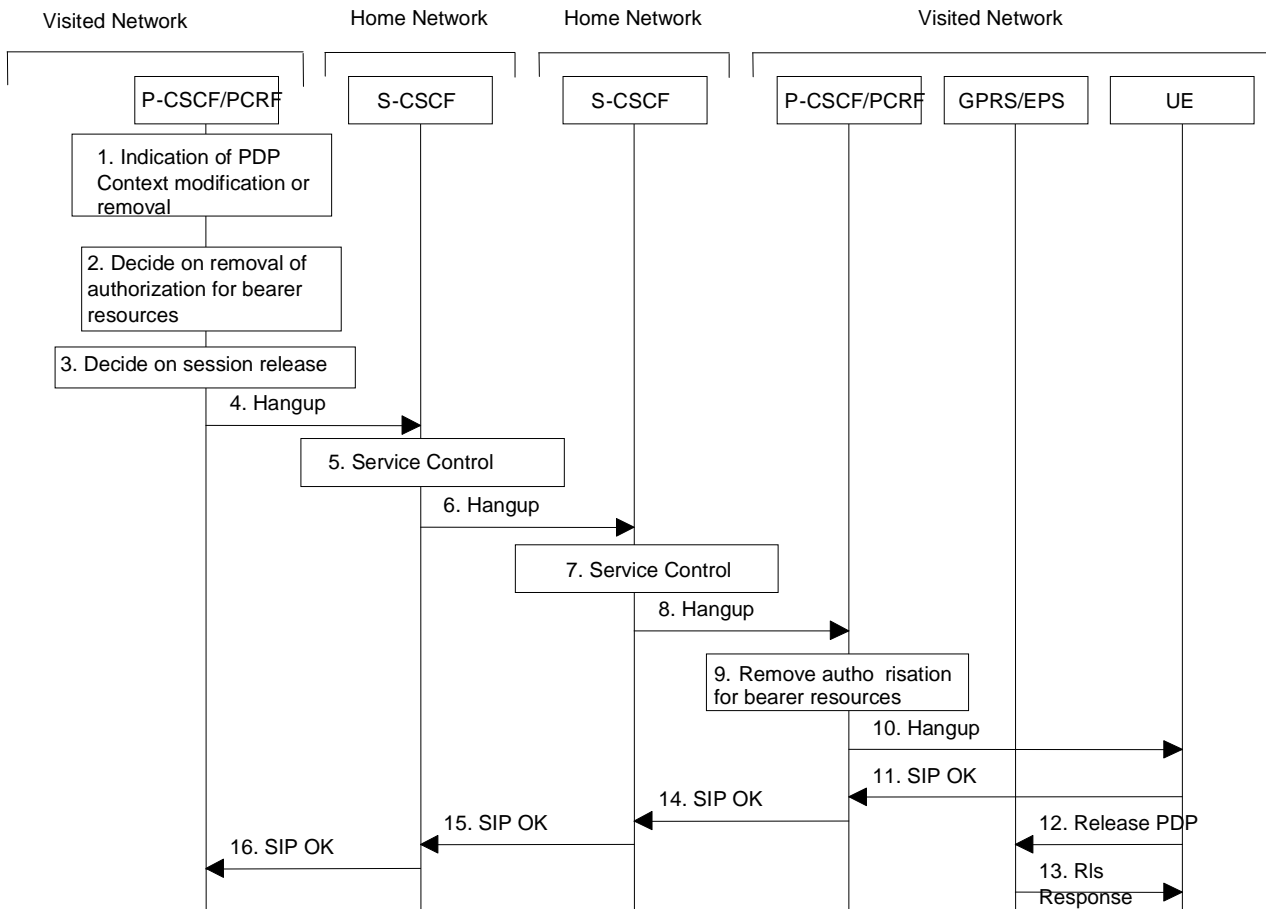 Visited Network
Home Network
Home Network
Visited Network
P-CSCF/PCRF
S-CSCF
S-CSCF
P-CSCF/PCRF
GPRS/EPS
UE
1. Indication of PDP
Context modification or
removal
2. Decide on removal of
authorization for bearer
resources
3. Decide on session release
4. Hangup
5. Service Control
6. Hangup
7. Service Control
8. Hangup
9. Remove autho risation
for bearer resources
10. Hangup
11. SIP OK
14. SIP OK
15. SIP OK
12. Release PDP
16. SIP OK
13. Rls
Response